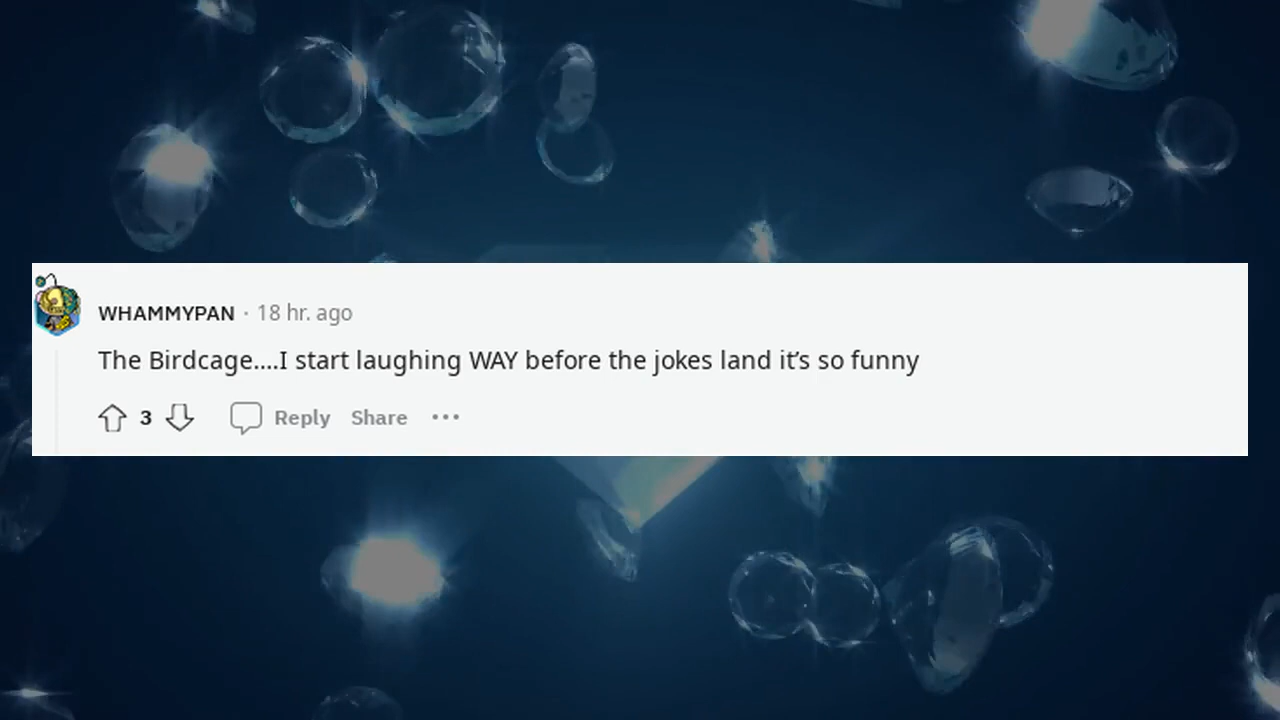 WHAMMYPAN · 18 hr. ago
The Birdcage....I start laughing WAY before the jokes land it’s so funny
3 Reply Share •••